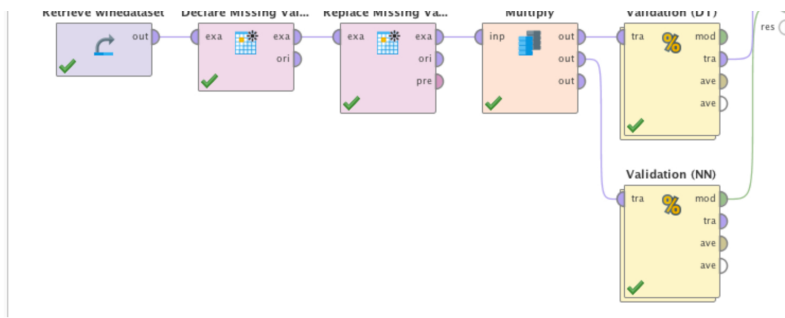 Retrieve winedataset
Declare Missing Val...
Replace Missing Va...
Multiply
Validation (DT)
out
exa
exa
ori
exa
exa
ori
pre
inp
out
out
out
tra
mod
tra
ave
ave
res
Validation (NN)
tra
mod
tra
ave
ave